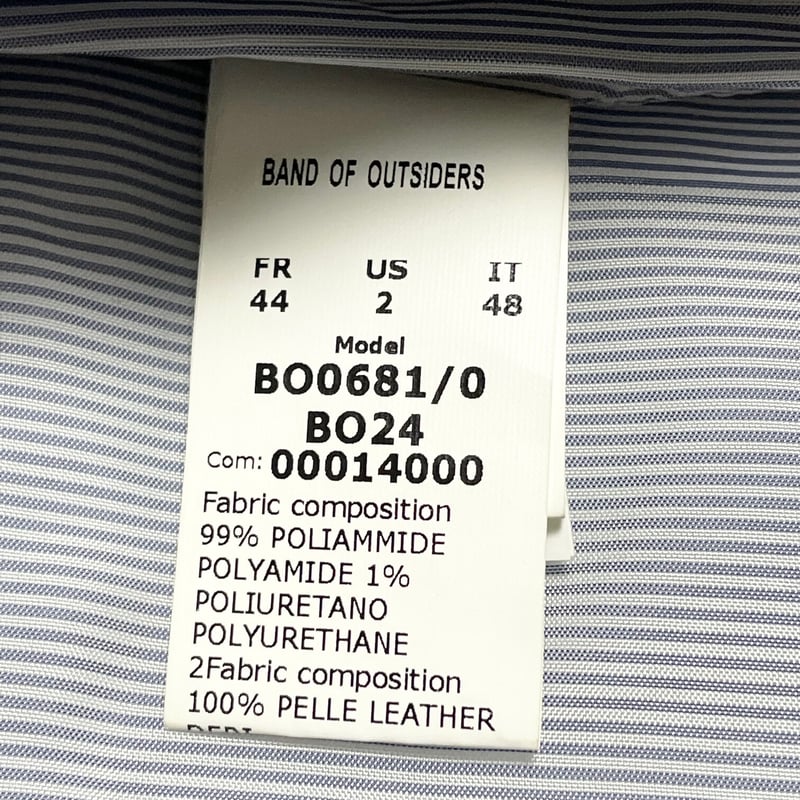 BAND OF OUTSIDERS
FR US IT
44 2 48
Model
BO0681/0
BO24
Com: 00014000
Fabric composition
99% POLIAMMIDE
POLYAMIDE 1%
POLIURETANO
POLYURETHANE
2Fabric composition
100% PELLE LEATHER